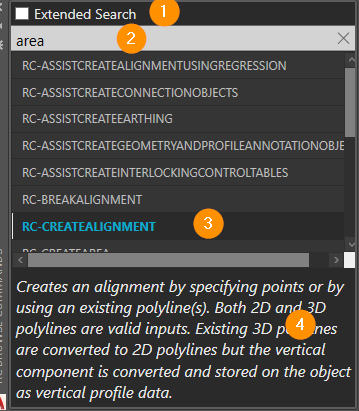 Extended Search
1
area
2
RC-ASSISTCREATEALIGNMENTUSINGREGRESSION
RC-ASSISTCREATECONNECTIONOBJECTS
RC-ASSISTCREATEEARTHING
RC-ASSISTCREATEGEOMETRYANDPROFILEANNOTATIONOBJE
RC-ASSISTCREATEINTERLOCKINGCONTROLTABLES
RC-BREAKALIGNMENT
RC-CREATEALIGNMENT
3
RC-CREATEAREA
Creates an alignment by specifying points or by
using an existing polyline(s). Both 2D and 3D
polylines are valid inputs. Existing 3D polylines
4
are converted to 2D polylines but the vertical
component is converted and stored on the object
as vertical profile data.